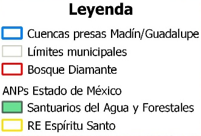 Leyenda
Cuencas presas Madín/Guadalupe
Límites municipales
Bosque Diamante
ANPs Estado de México
Santuarios del Agua y Forestales
RE Espíritu Santo